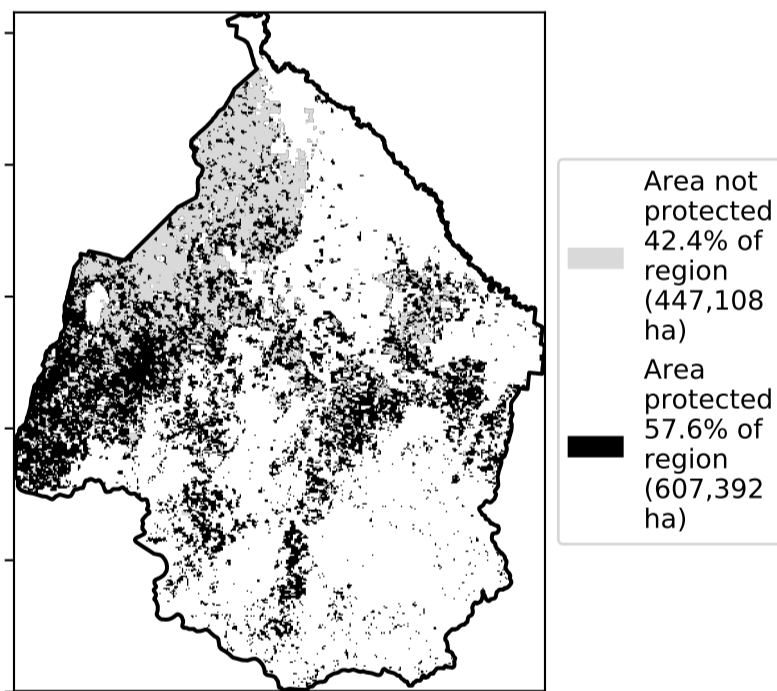 Area not
protected
42.4% of
region
(447,108
ha)
Area
protected
57.6% of
region
(607,392
ha)